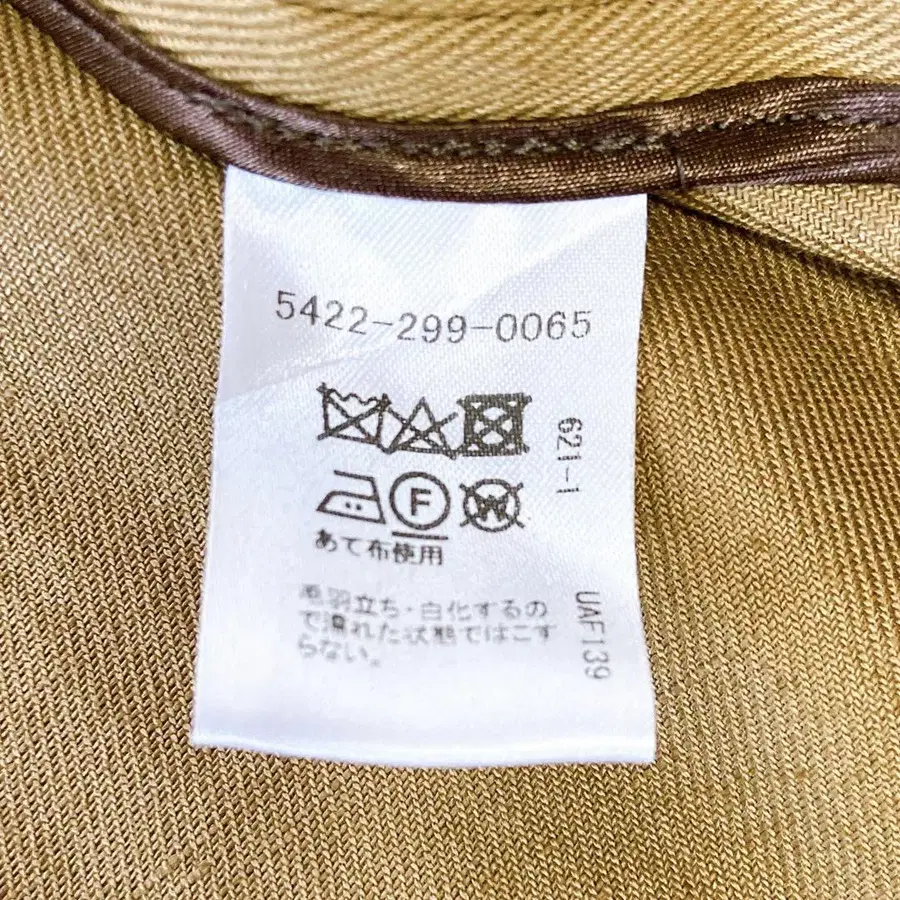 5422-299-0065
621-1
F
W
あて布使用
毛羽立ち・白化するの
で濡れた状態ではこす
らない。
UAF139